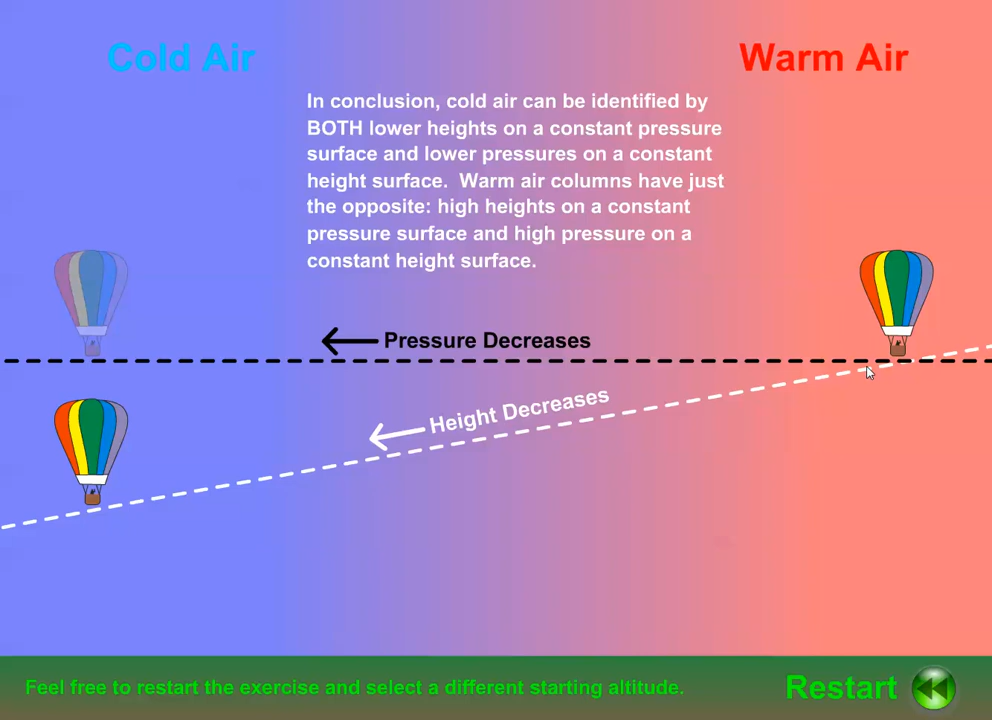 Cold Air
Warm Air
In conclusion, cold air can be identified by
BOTH lower heights on a constant pressure
surface and lower pressures on a constant
height surface.  Warm air columns have just
the opposite: high heights on a constant
pressure surface and high pressure on a
constant height surface.
Pressure Decreases
Height Decreases
Feel free to restart the exercise and select a different starting altitude.
Restart